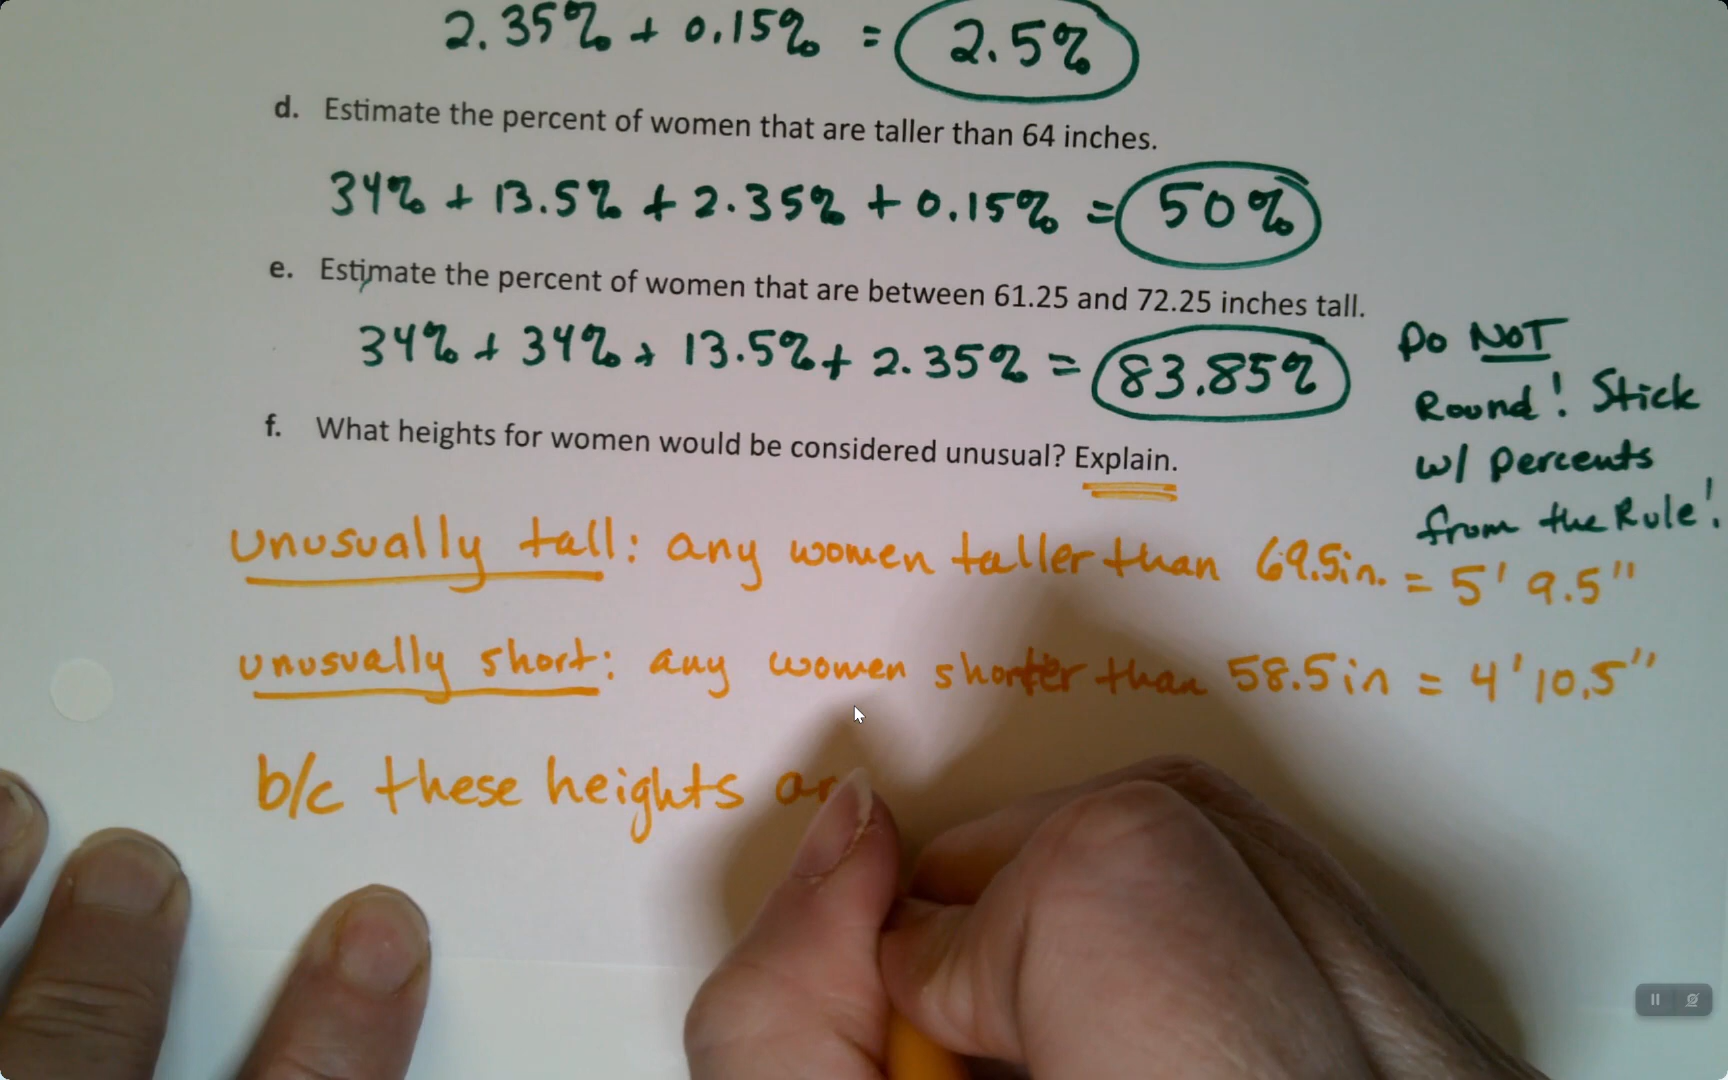 2.35% + 0.15% = 2.5%
d. Estimate the percent of women that are taller than 64 inches.
34% + 13.5% + 2.35% + 0.15% = 50%
e. Estimate the percent of women that are between 61.25 and 72.25 inches tall.
34% + 34% + 13.5% + 2.35% = 83.85%
Do NOT
Round! Stick
w/ percents
from the Rule!
f. What heights for women would be considered unusual? Explain.
Unusually tall: any women taller than 69.5in. = 5' 9.5"
unusually short: any women shorter than 58.5in = 4'10.5"
b/c these heights ar